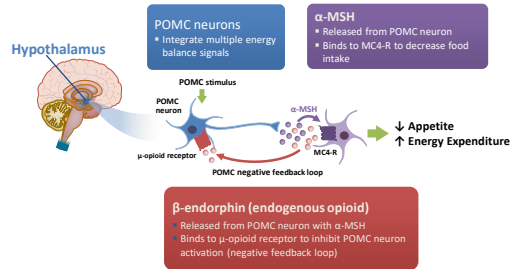 POMC neurons
▪ Integrate multiple energy
balance signals
α-MSH
▪ Released from POMC neuron
▪ Binds to MC4-R to decrease food
intake
Hypothalamus
POMC stimulus
POMC
neuron
α-MSH
μ-opioid receptor
MC4-R
POMC negative feedback loop
↓ Appetite
↑ Energy Expenditure
β-endorphin (endogenous opioid)
▪ Released from POMC neuron with α-MSH
▪ Binds to μ-opioid receptor to inhibit POMC neuron
activation (negative feedback loop)